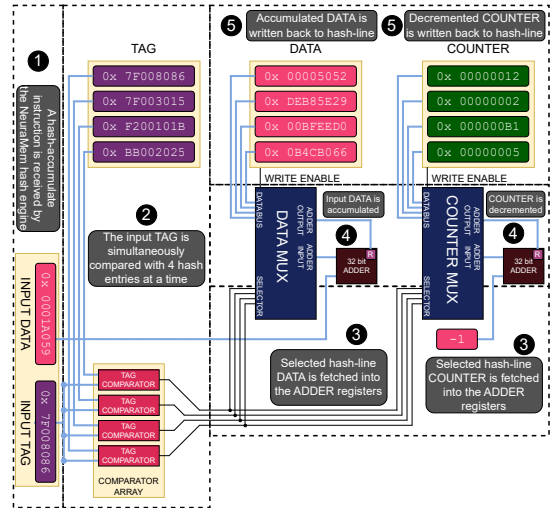 5
Accumulated DATA is
written back to hash-line
5
Decremented COUNTER
is written back to hash-line
1
A hash-accumulate
instruction is received by
the NeuraMem hash engine
TAG
0x 7F008086
0x 7F003015
0x F200101B
0x BB002025
DATA
0x 00005052
0x DEB85E29
0x 00BFEED0
0x 0B4CB066
COUNTER
0x 00000012
0x 00000002
0x 000000B1
0x 00000005
WRITE ENABLE
WRITE ENABLE
2
The input TAG is
simultaneously
compared with 4 hash
entries at a time
DATABUS
ADDER
OUTPUT
DATA MUX
ADDER
INPUT
SELECTOR
Input DATA is
accumulated
4
R
32 bit
ADDER
DATABUS
ADDER
OUTPUT
COUNTER MUX
ADDER
INPUT
SELECTOR
COUNTER is
decremented
4
R
32 bit
ADDER
INPUT DATA
0x 0001A059
INPUT TAG
0x 7F008086
3
Selected hash-line
DATA is fetched into
the ADDER registers
-1
3
Selected hash-line
COUNTER is fetched
into the ADDER
registers
TAG
COMPARATOR
TAG
COMPARATOR
TAG
COMPARATOR
TAG
COMPARATOR
COMPARATOR
ARRAY